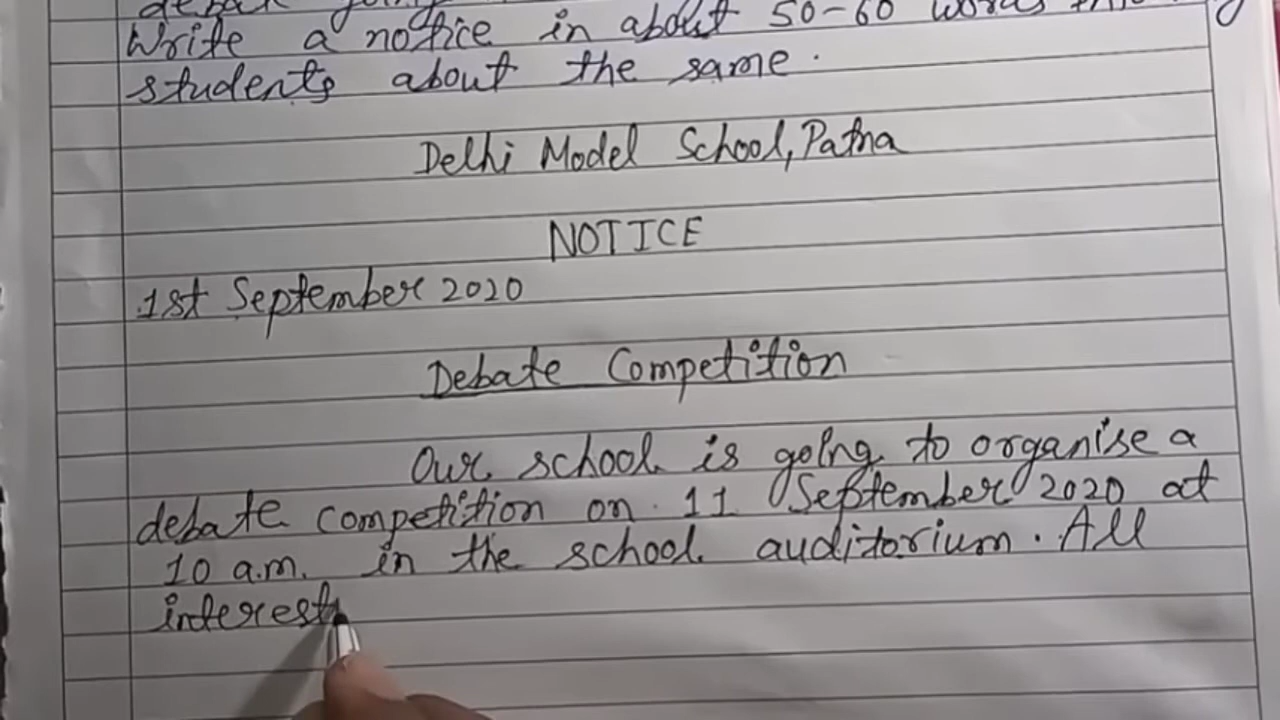 debate going
Write a notice in about 50-60 words
students about the same.
Delhi Model School, Patna
NOTICE
1st September 2020
Debate Competition
Our school is going to organise a
debate competition on 11 September 2020 at
10 a.m. in the school auditorium. All
interest